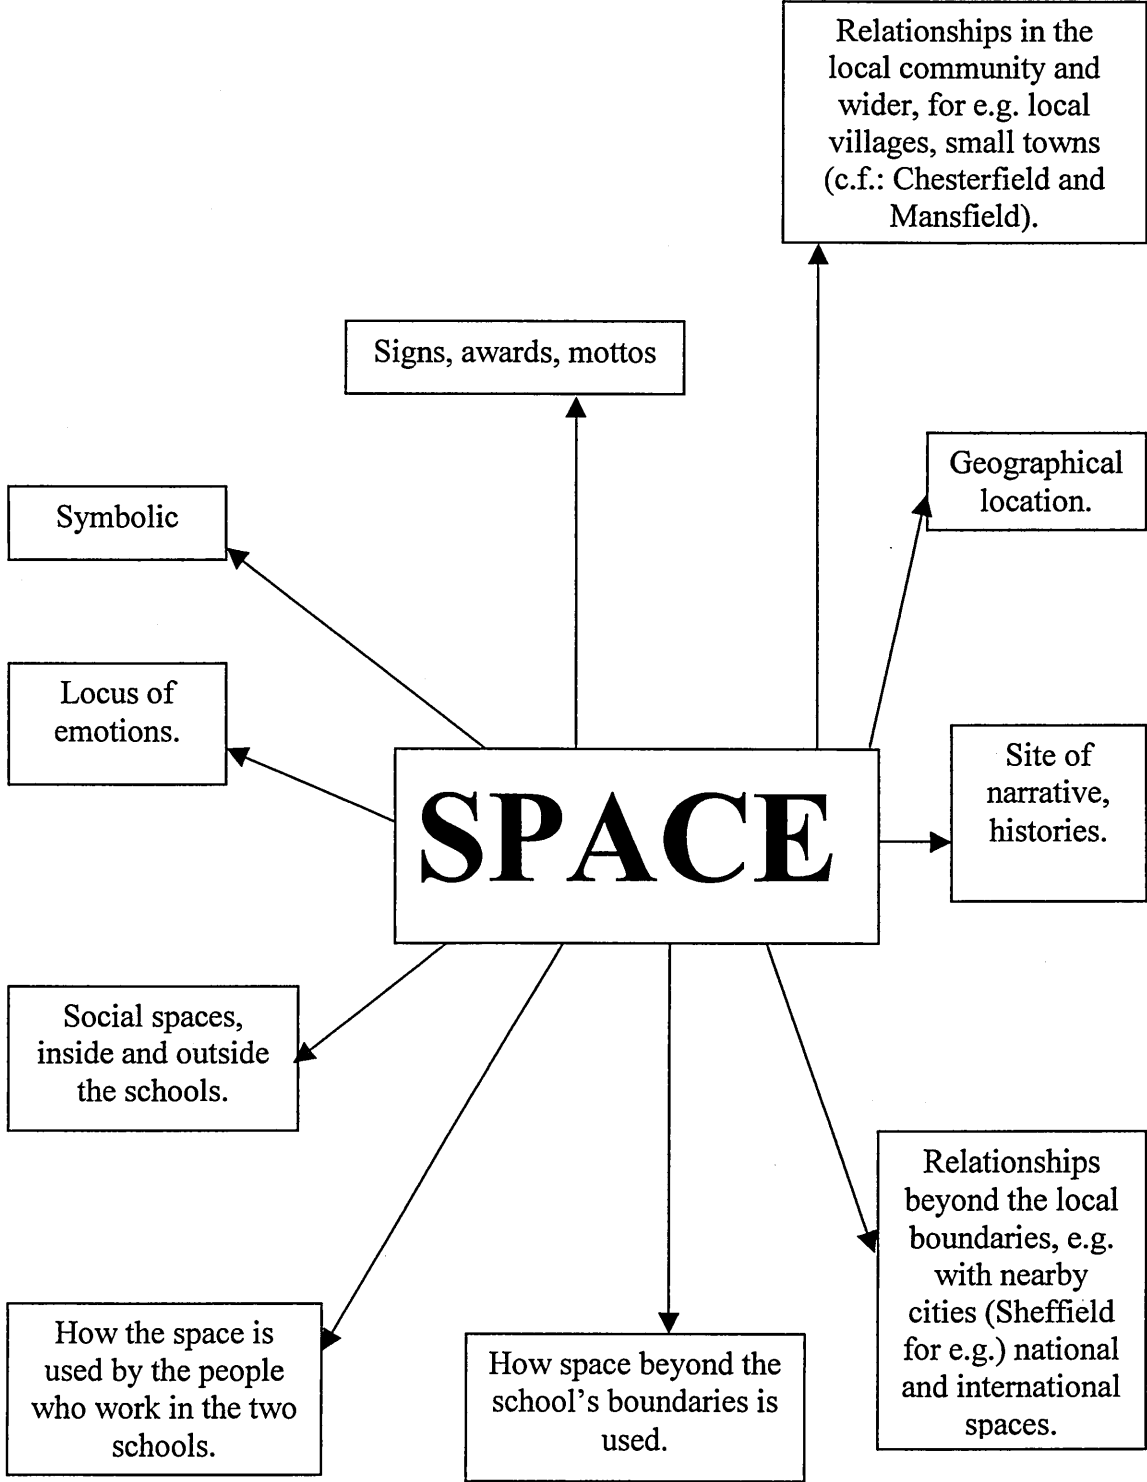 Relationships in the
local community and
wider, for e.g. local
villages, small towns
(c.f.: Chesterfield and
Mansfield).
Signs, awards, mottos
Geographical
location.
Symbolic
Locus of
emotions.
SPACE
Site of
narrative,
histories.
Social spaces,
inside and outside
the schools.
Relationships
beyond the local
boundaries, e.g.
with nearby
cities (Sheffield
for e.g.) national
and international
spaces.
How the space is
used by the people
who work in the two
schools.
How space beyond the
school's boundaries is
used.